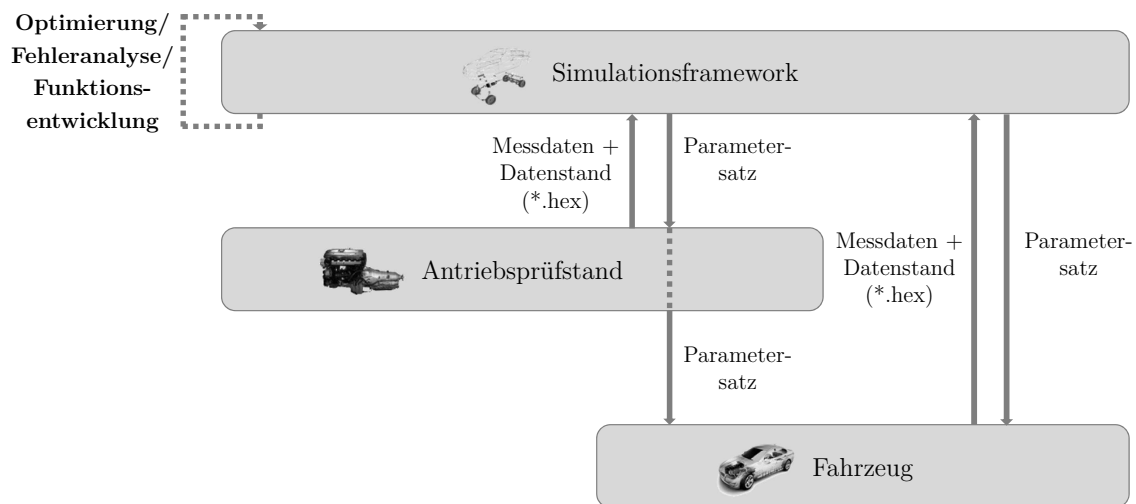 Optimierung/
Fehleranalyse/
Funktions-
entwicklung
Simulationsframework
Messdaten +
Datenstand
(*.hex)
Parameter-
satz
Antriebsprüfstand
Messdaten +
Datenstand
(*.hex)
Parameter-
satz
Parameter-
satz
Fahrzeug